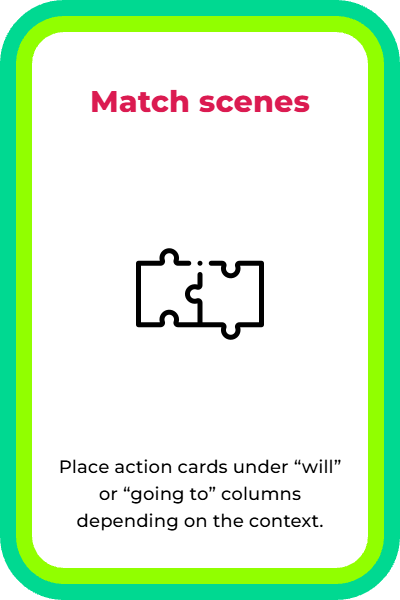 Match scenes
Place action cards under “will”
or “going to” columns
depending on the context.